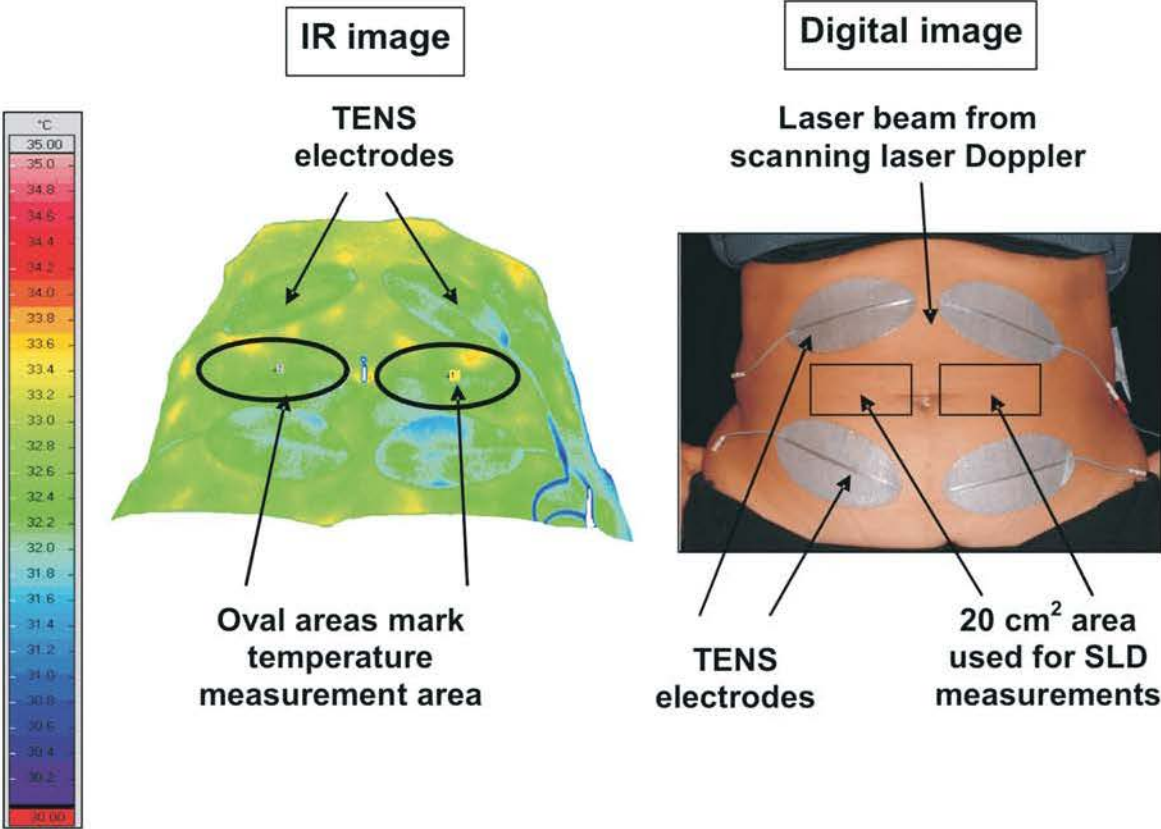 IR image
Digital image
TENS
electrodes
Laser beam from
scanning laser Doppler
°C
35.00
35.0
34.8
34.6
34.4
34.2
34.0
33.8
33.6
33.4
33.2
33.0
32.8
32.6
32.4
32.2
32.0
31.8
31.6
31.4
31.2
31.0
30.8
30.6
30.4
30.2
30.00
Oval areas mark
temperature
measurement area
TENS
electrodes
20 cm² area
used for SLD
measurements